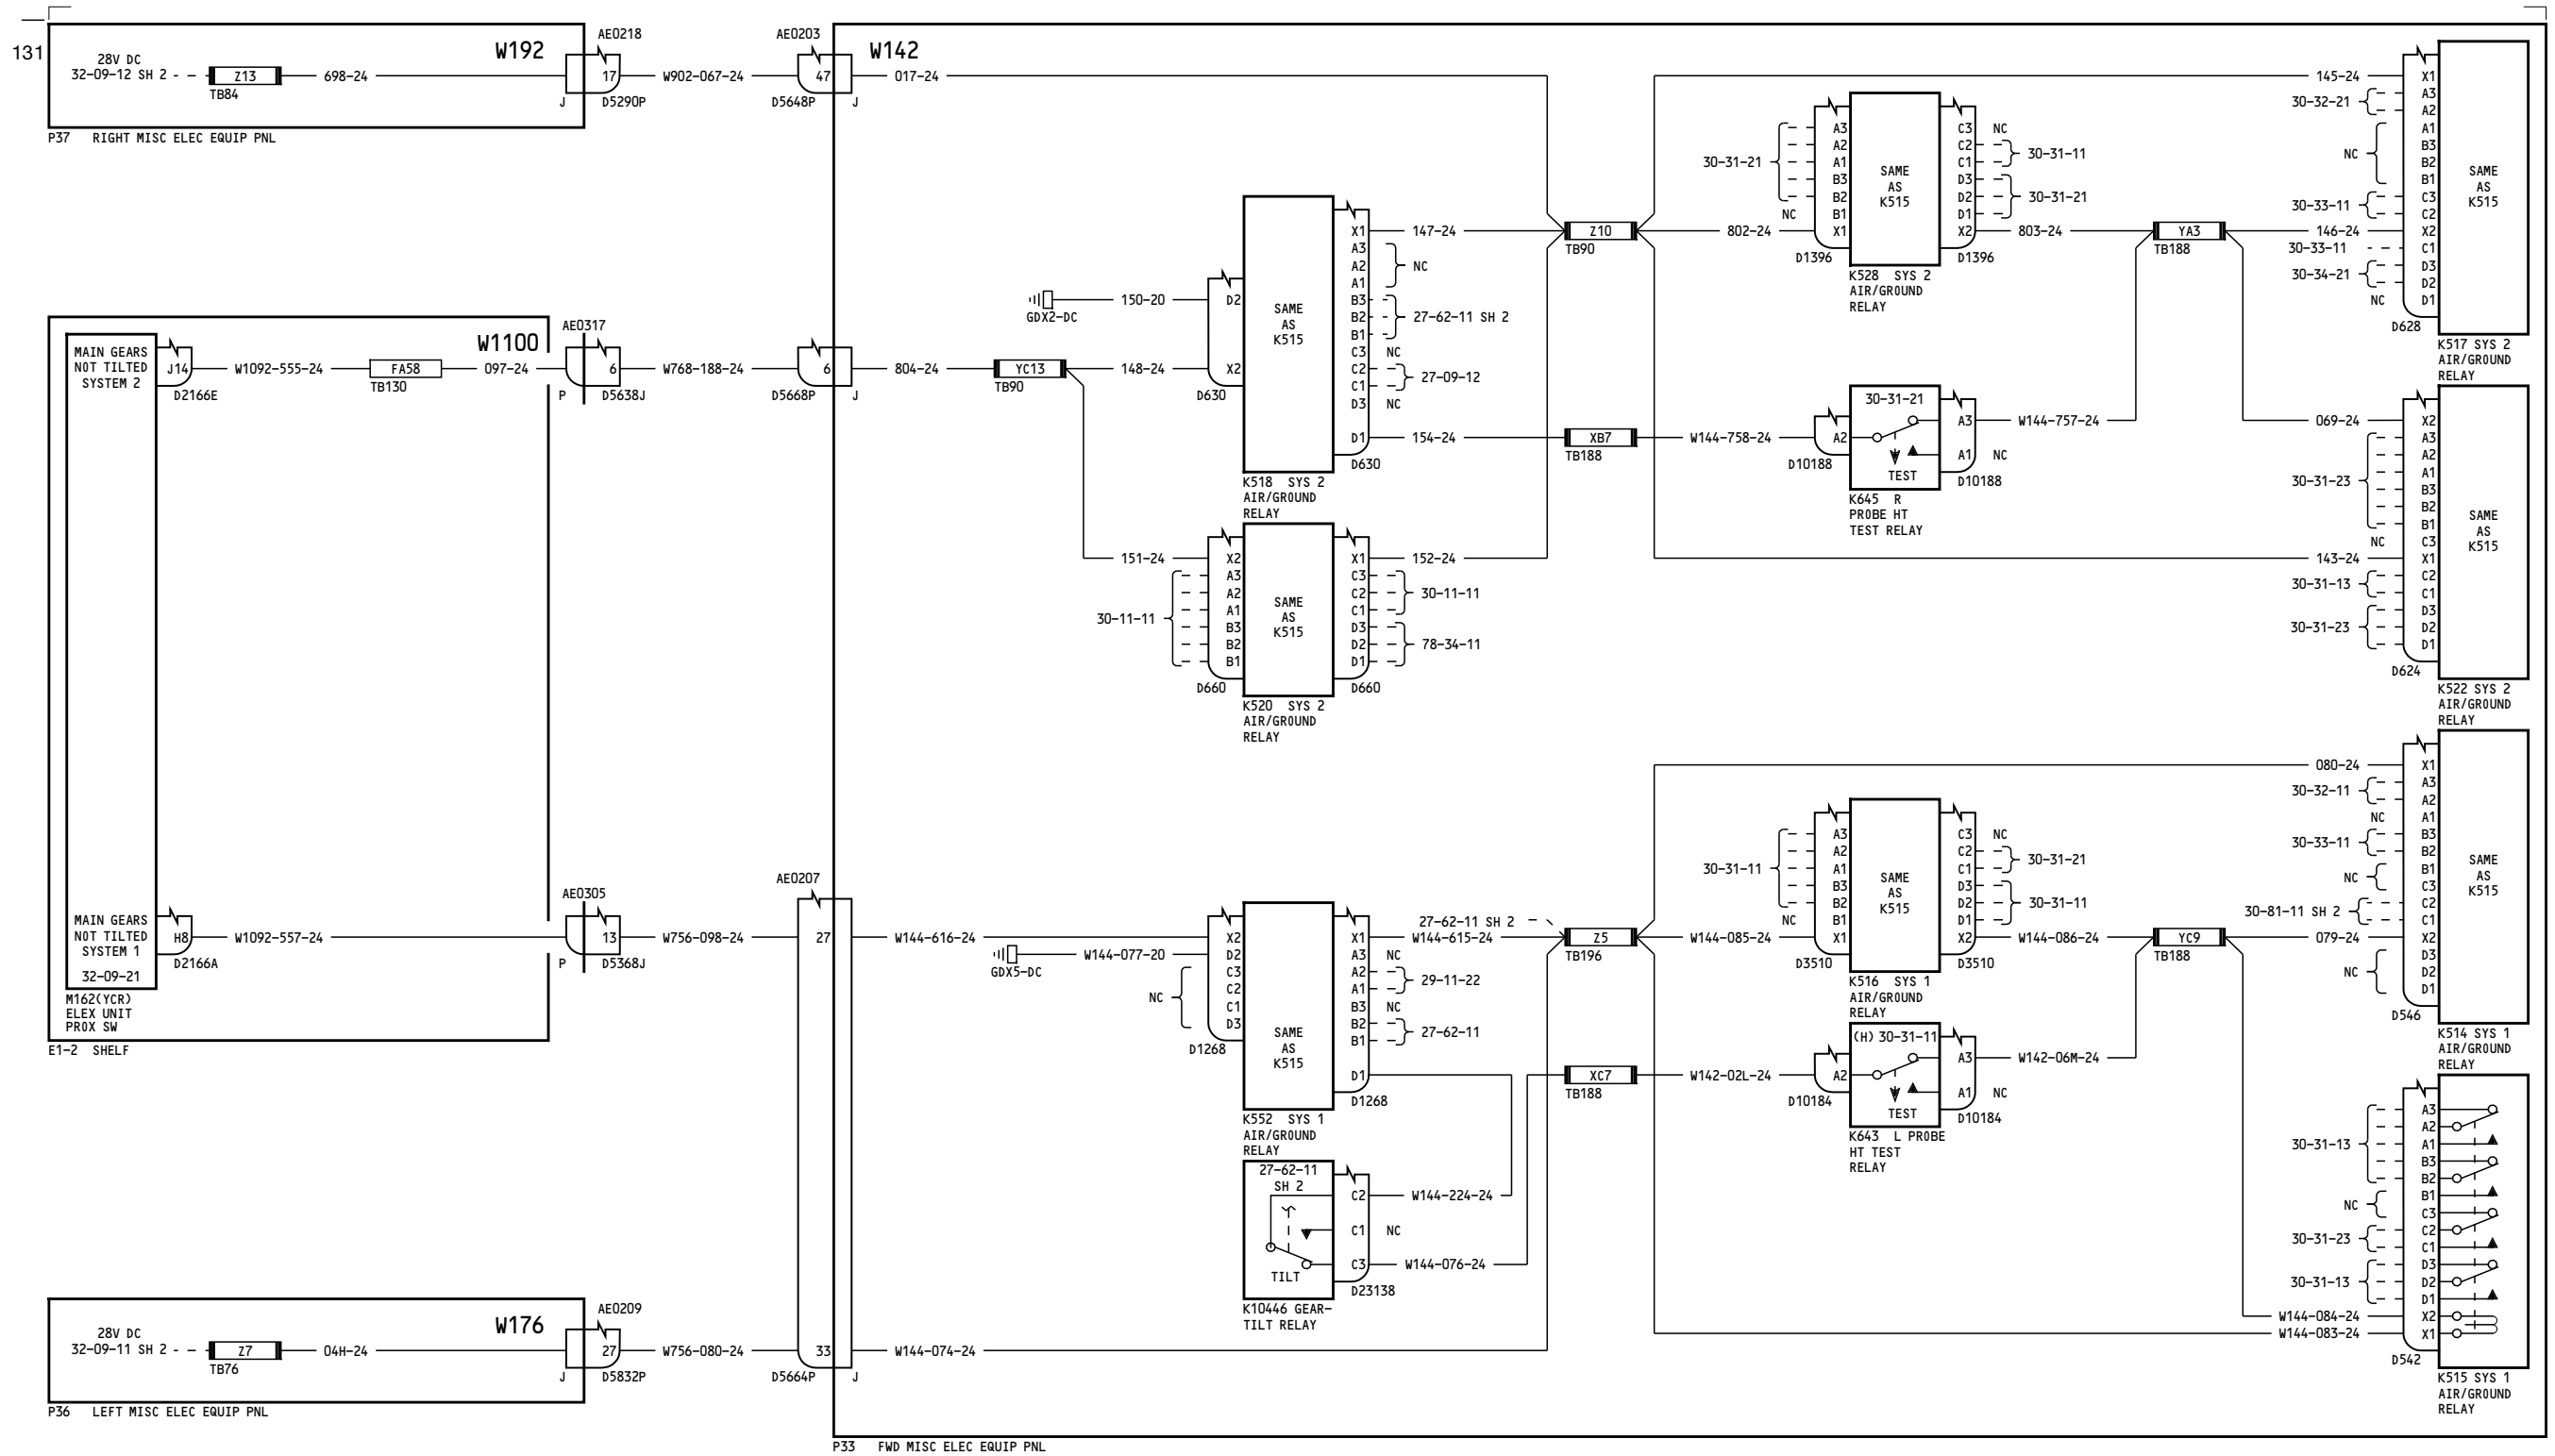 131
W192
28V DC
32-09-12 SH 2
Z13
TB84
698-24
J
AE0218
17
D5290P
W902-067-24
AE0203
47
D5648P
J
P37 RIGHT MISC ELEC EQUIP PNL
W142
017-24
W1100
MAIN GEARS
NOT TILTED
SYSTEM 2
J14
D2166E
W1092-555-24
FA58
TB130
097-24
AE0317
6
P
D5638J
W768-188-24
6
D5668P
J
804-24
YC13
TB90
148-24
GDX2-DC
150-20
D2
X2
D630
SAME
AS
K515
X1
A3
A2
A1
B3
B2
B1
C3
C2
C1
D3
D1
D630
147-24
NC
27-62-11 SH 2
NC
27-09-12
NC
154-24
K518 SYS 2
AIR/GROUND
RELAY
151-24
30-11-11
X2
A3
A2
A1
B3
B2
B1
D660
SAME
AS
K515
X1
C3
C2
C1
D3
D2
D1
D660
152-24
30-11-11
78-34-11
K520 SYS 2
AIR/GROUND
RELAY
Z10
TB90
802-24
XB7
TB188
W144-758-24
30-31-21
NC
A3
A2
A1
B3
B2
B1
X1
D1396
SAME
AS
K515
C3
C2
C1
D3
D2
D1
X2
D1396
NC
30-31-11
30-31-21
803-24
K528 SYS 2
AIR/GROUND
RELAY
YA3
TB188
A2
D10188
30-31-21
TEST
A3
A1
D10188
W144-757-24
NC
K645 R
PROBE HT
TEST RELAY
145-24
30-32-21
NC
30-33-11
146-24
30-33-11
30-34-21
NC
X1
A3
A2
A1
B3
B2
B1
C3
C2
X2
C1
D3
D2
D1
D628
SAME
AS
K515
K517 SYS 2
AIR/GROUND
RELAY
069-24
30-31-23
NC
143-24
30-31-13
30-31-23
X2
A3
A2
A1
B3
B2
B1
C3
X1
C2
C1
D3
D2
D1
D624
SAME
AS
K515
K522 SYS 2
AIR/GROUND
RELAY
MAIN GEARS
NOT TILTED
SYSTEM 1
32-09-21
H8
D2166A
M162(YCR)
ELEX UNIT
PROX SW
E1-2 SHELF
W1092-557-24
AE0305
13
P
D5368J
W756-098-24
AE0207
27
W144-616-24
GDX5-DC
W144-077-20
NC
X2
D2
C3
C2
C1
D3
D1268
SAME
AS
K515
X1
A3
A2
A1
B3
B2
B1
D1
D1268
27-62-11 SH 2
W144-615-24
NC
29-11-22
NC
27-62-11
K552 SYS 1
AIR/GROUND
RELAY
27-62-11
SH 2
TILT
C2
C1
C3
D23138
W144-224-24
NC
W144-076-24
K10446 GEAR-
TILT RELAY
Z5
TB196
W144-085-24
XC7
TB188
W142-02L-24
30-31-11
NC
A3
A2
A1
B3
B2
B1
X1
D3510
SAME
AS
K515
C3
C2
C1
D3
D2
D1
X2
D3510
NC
30-31-21
30-31-11
W144-086-24
K516 SYS 1
AIR/GROUND
RELAY
YC9
TB188
A2
D10184
(H) 30-31-11
TEST
A3
A1
D10184
W142-06M-24
NC
K643 L PROBE
HT TEST
RELAY
080-24
30-32-11
NC
30-33-11
NC
30-81-11 SH 2
079-24
NC
X1
A3
A2
A1
B3
B2
B1
C3
C2
C1
X2
D3
D2
D1
D546
SAME
AS
K515
K514 SYS 1
AIR/GROUND
RELAY
30-31-13
NC
30-31-23
30-31-13
W144-084-24
W144-083-24
A3
A2
A1
B3
B2
B1
C3
C2
C1
D3
D2
D1
X2
X1
D542
K515 SYS 1
AIR/GROUND
RELAY
W176
28V DC
32-09-11 SH 2
Z7
TB76
04H-24
J
AE0209
27
D5832P
W756-080-24
33
D5664P
J
W144-074-24
P36 LEFT MISC ELEC EQUIP PNL
P33 FWD MISC ELEC EQUIP PNL